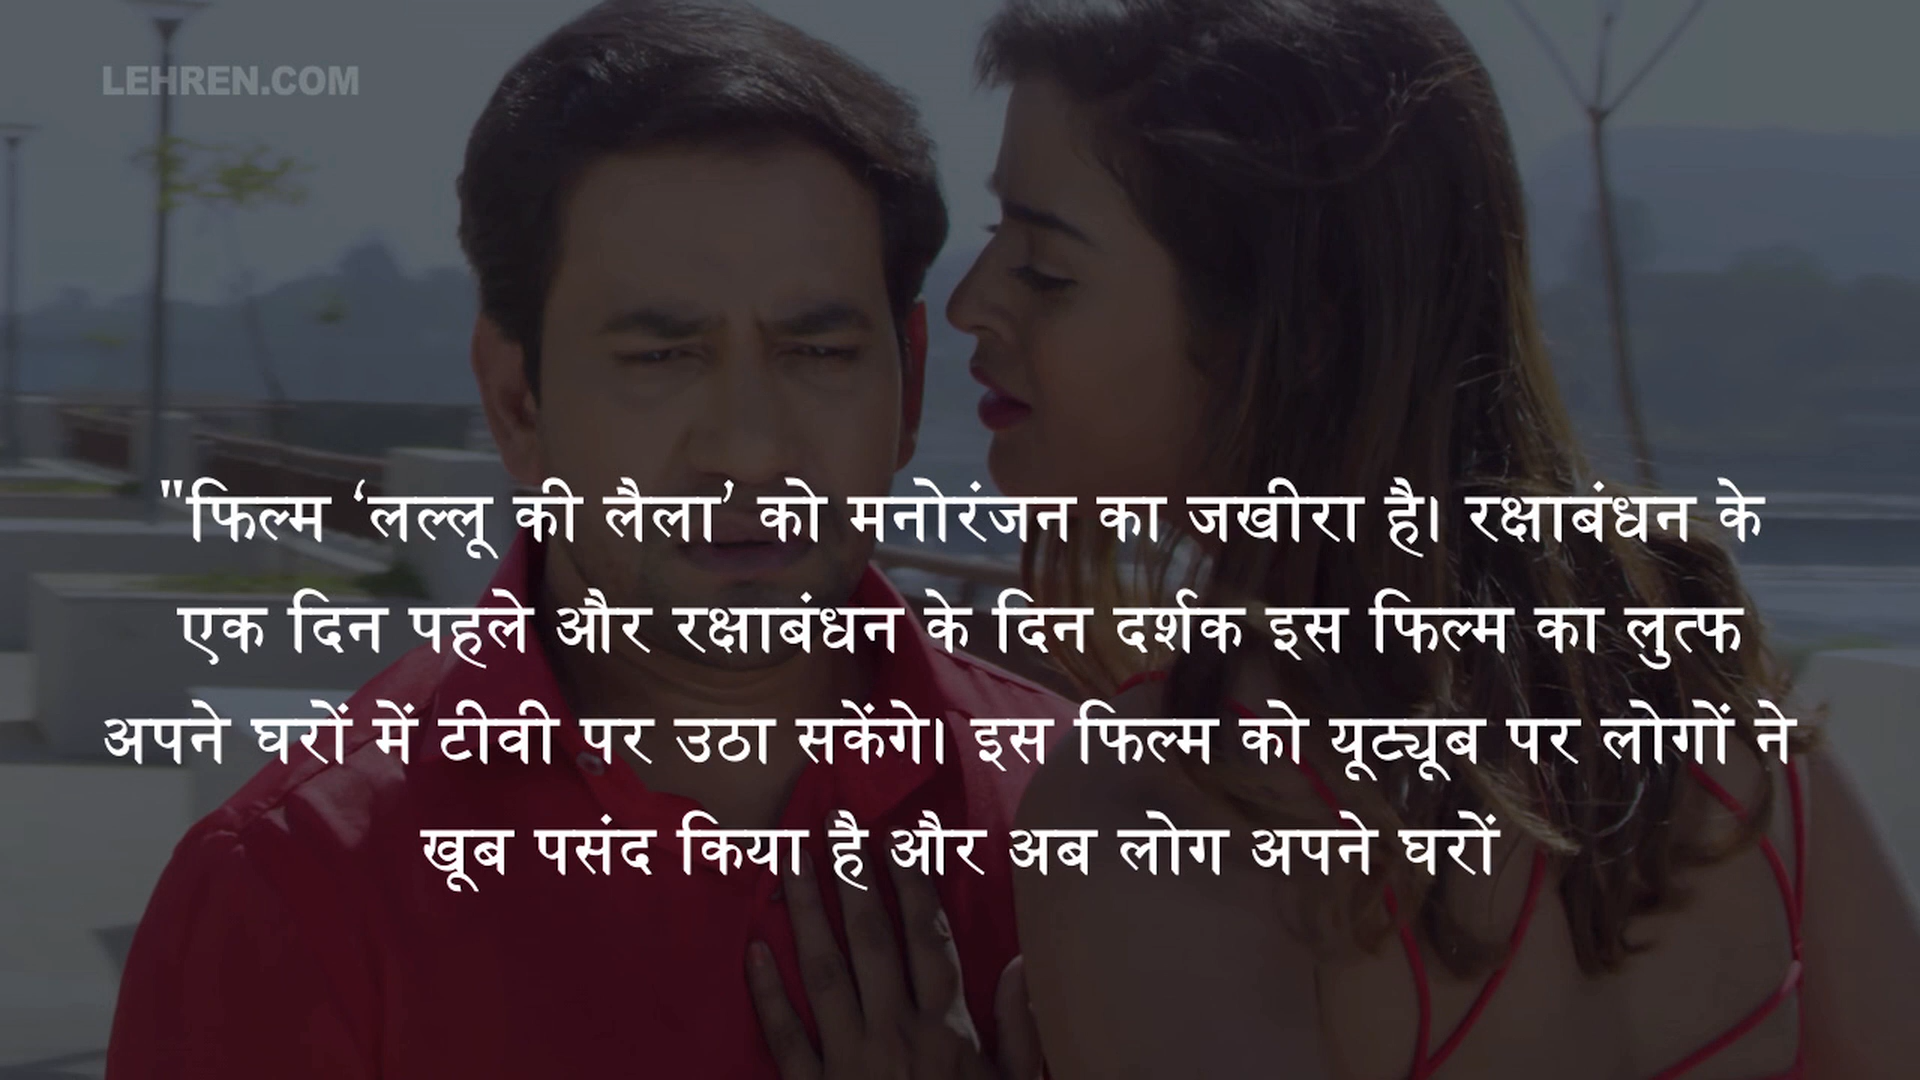 LEHREN.COM
"फिल्म ‘लल्लू की लैला’ को मनोरंजन का जखीरा है। रक्षाबंधन के
एक दिन पहले और रक्षाबंधन के दिन दर्शक इस फिल्म का लुत्फ
अपने घरों में टीवी पर उठा सकेंगे। इस फिल्म को यूट्यूब पर लोगों ने
खूब पसंद किया है और अब लोग अपने घरों